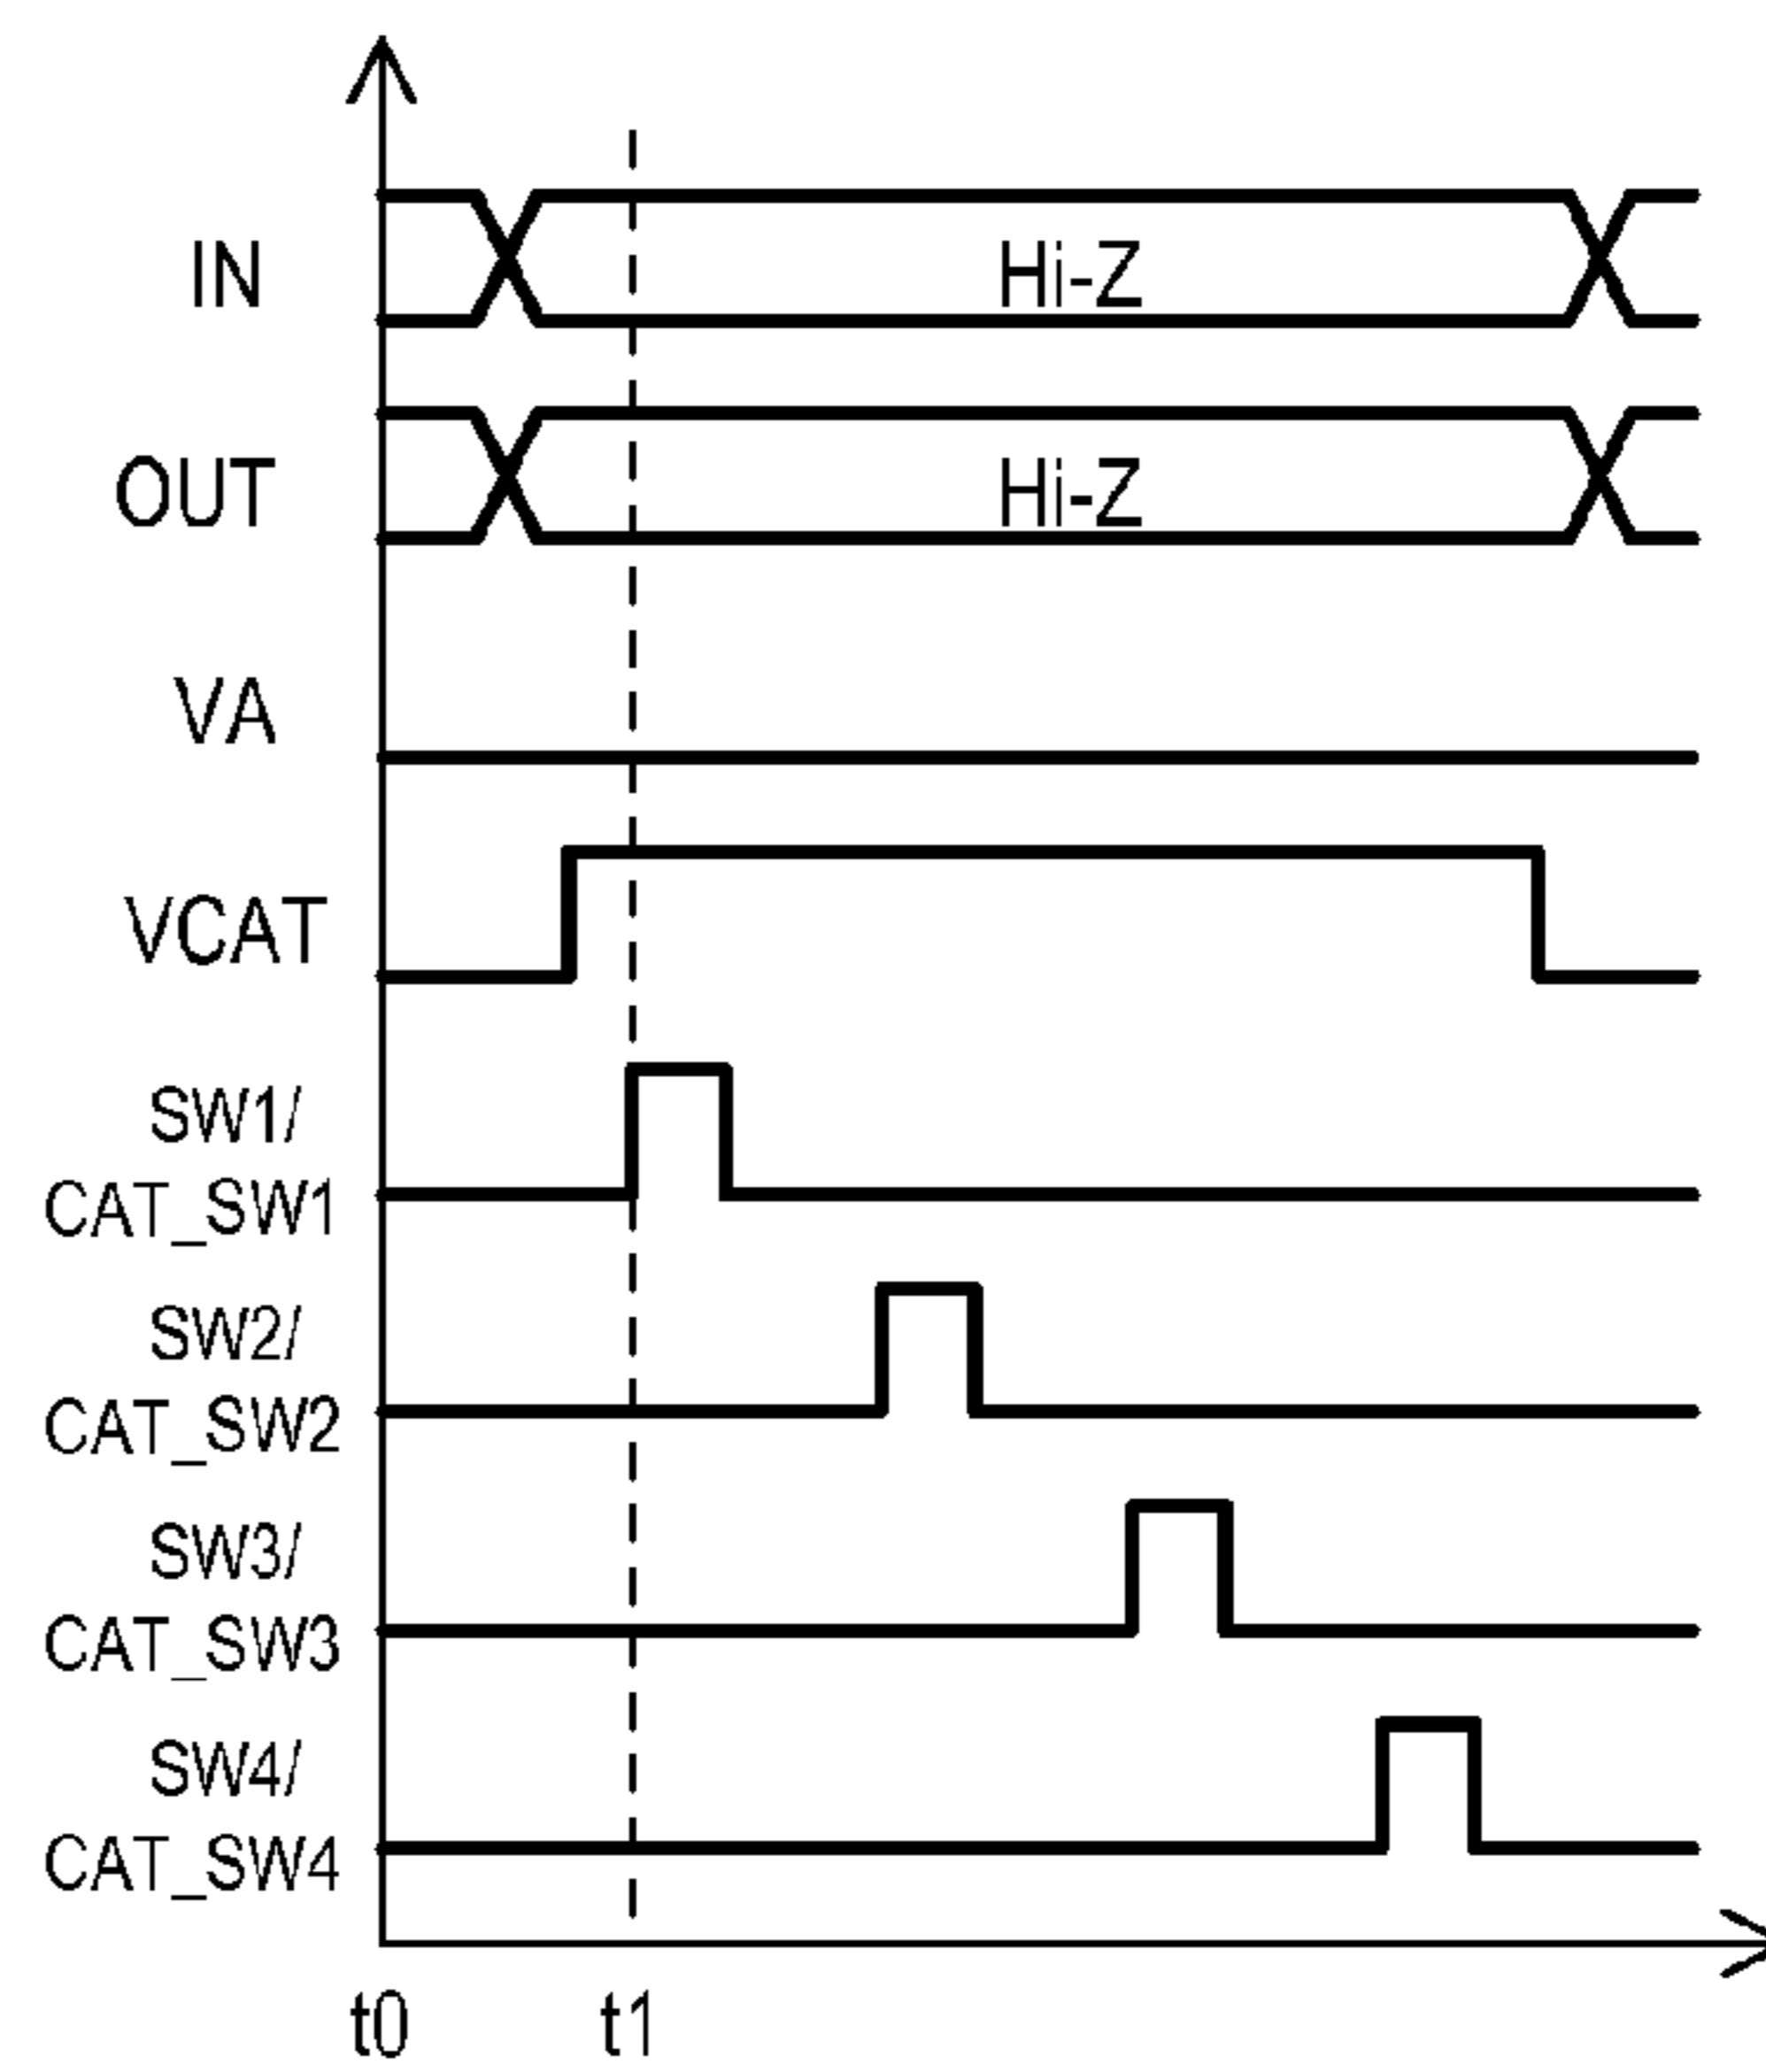 IN
Hi-Z
OUT
Hi-Z
VA
VCAT
SW1/
CAT_SW1
SW2/
CAT_SW2
SW3/
CAT_SW3
SW4/
CAT_SW4
t0 t1